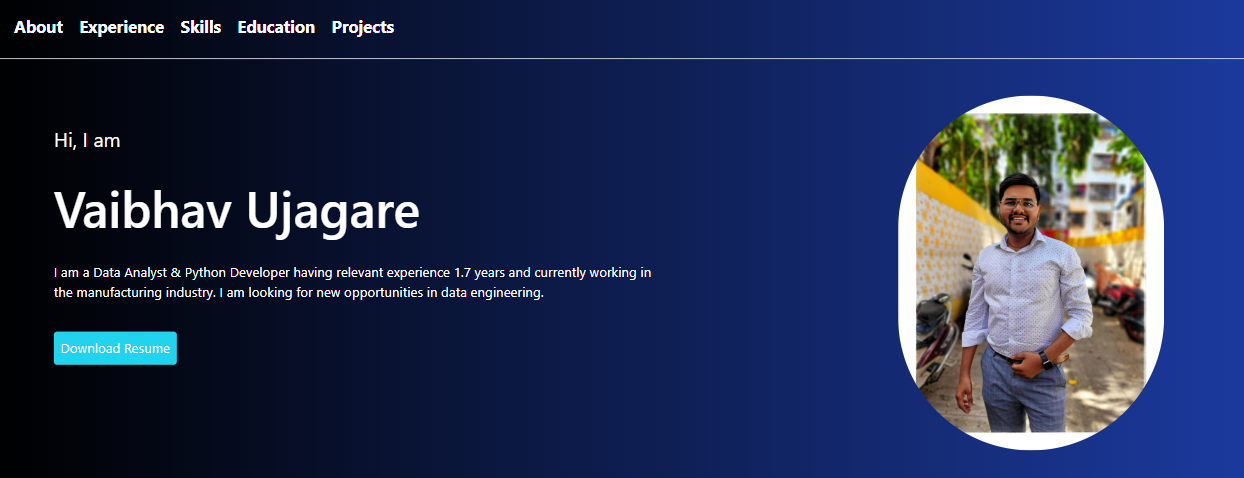 About Experience Skills Education Projects
Hi, I am
Vaibhav Ujagare
I am a Data Analyst & Python Developer having relevant experience 1.7 years and currently working in
the manufacturing industry. I am looking for new opportunities in data engineering.
Download Resume